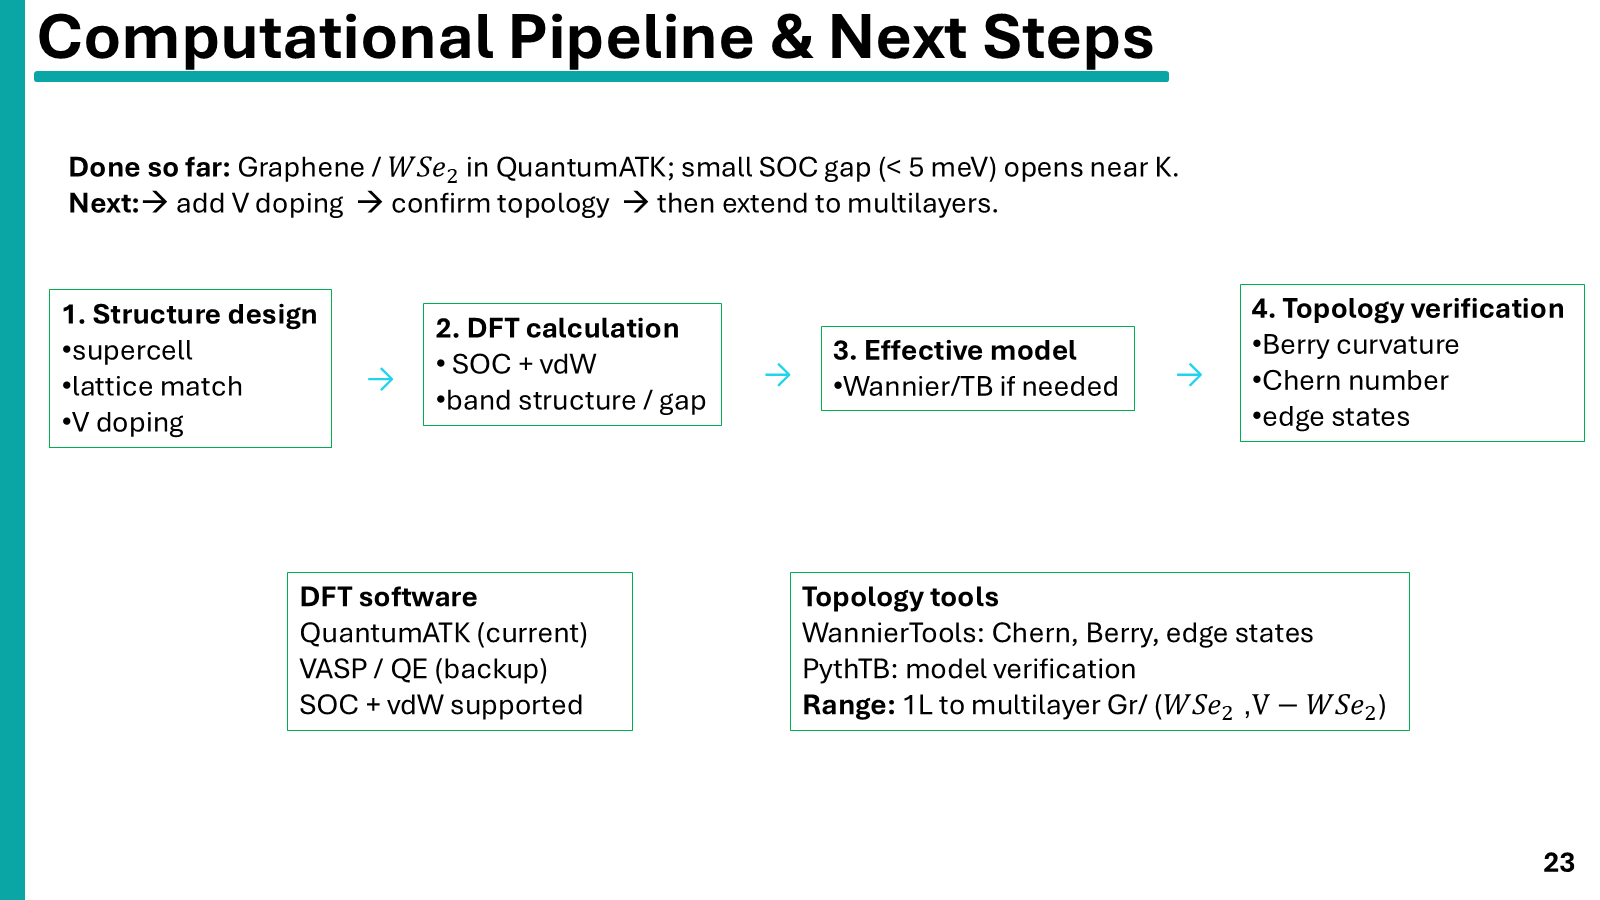 Computational Pipeline & Next Steps
Done so far: Graphene / WSe₂ in QuantumATK; small SOC gap (< 5 meV) opens near K.
Next:→ add V doping → confirm topology → then extend to multilayers.
1. Structure design
•supercell
•lattice match
•V doping
→
2. DFT calculation
• SOC + vdW
•band structure / gap
→
3. Effective model
•Wannier/TB if needed
→
4. Topology verification
•Berry curvature
•Chern number
•edge states
DFT software
QuantumATK (current)
VASP / QE (backup)
SOC + vdW supported
Topology tools
WannierTools: Chern, Berry, edge states
PythTB: model verification
Range: 1L to multilayer Gr/ (WSe₂ ,V − WSe₂)
23